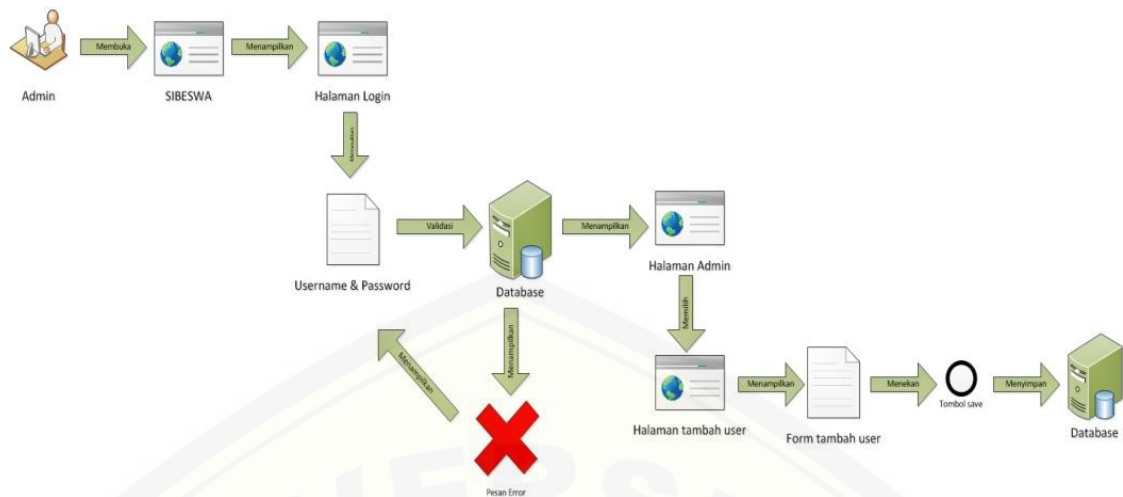 Membuka
Menampilkan
Admin
SIBESWA
Halaman Login
Memasukkan
Validasi
Menampilkan
Username & Password
Database
Halaman Admin
Menampilkan
Menampilkan
Memilih
Menampilkan
Menekan
Menyimpan
Tombol save
Halaman tambah user
Form tambah user
Database
Pesan Error